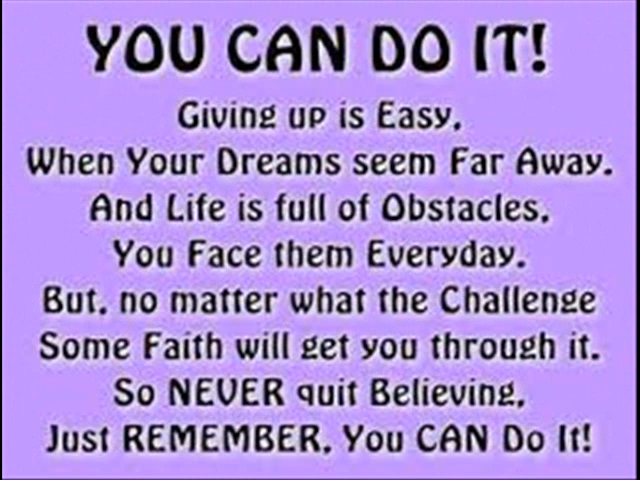 YOU CAN DO IT!
Giving up is Easy,
When Your Dreams seem Far Away.
And Life is full of Obstacles,
You Face them Everyday.
But, no matter what the Challenge
Some Faith will get you through it.
So NEVER quit Believing,
Just REMEMBER, You CAN Do It!